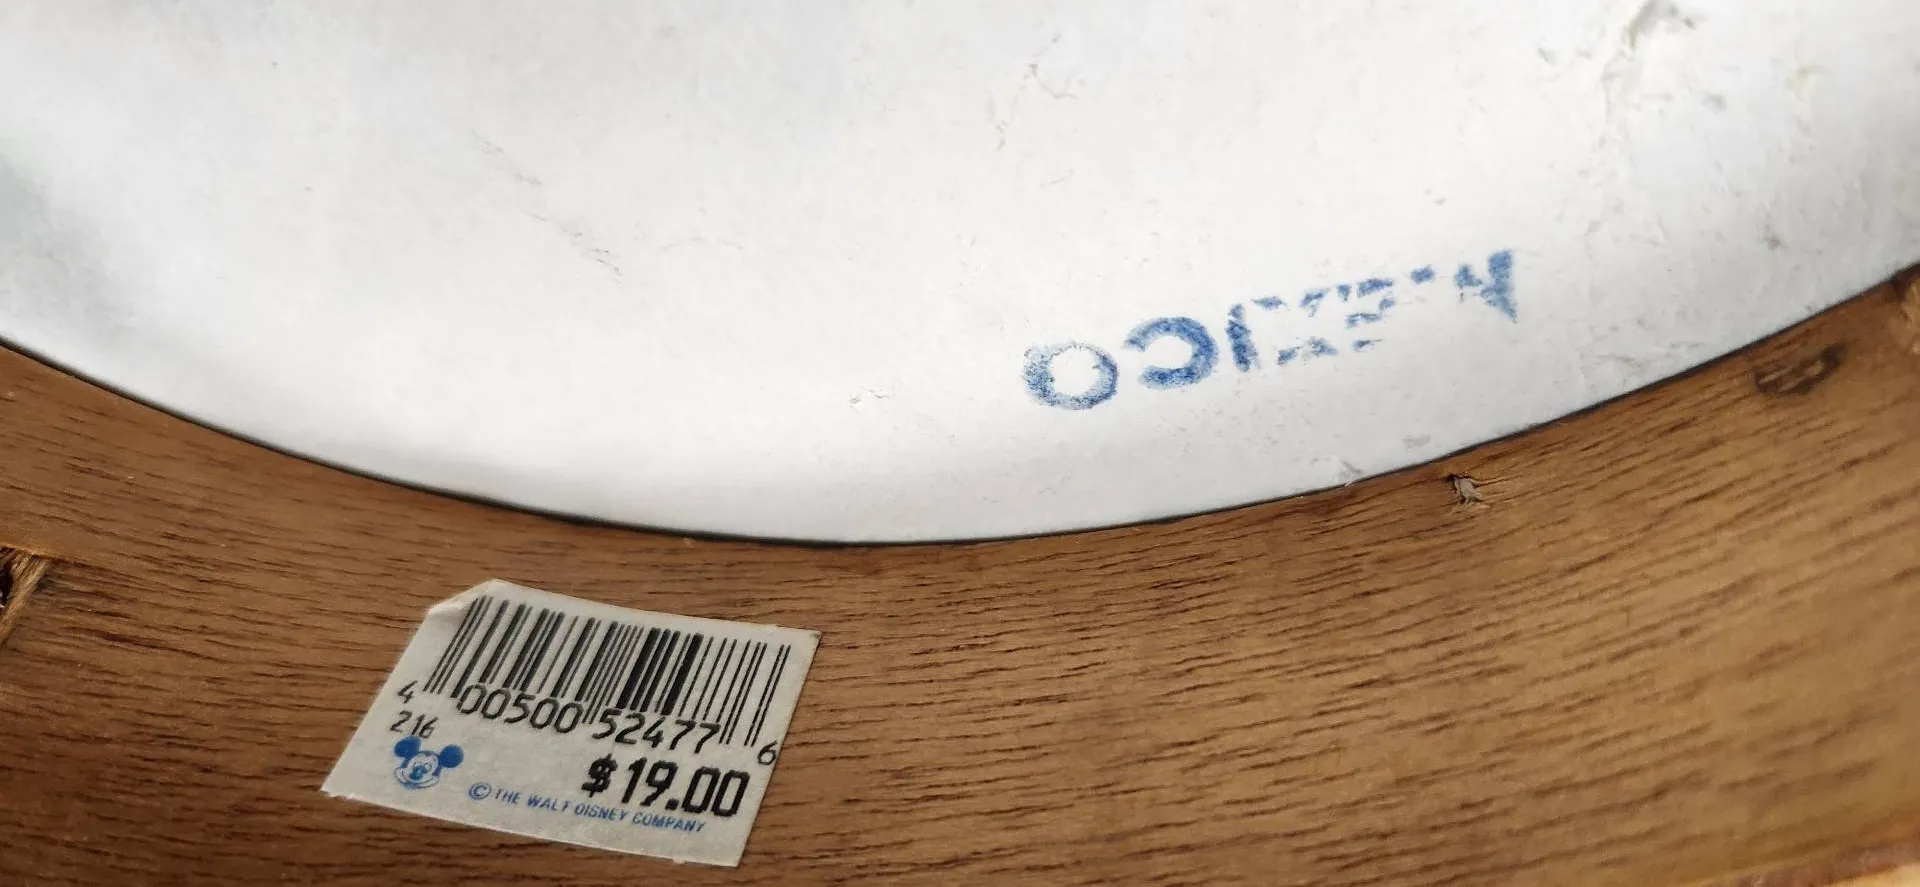 MEXICO
4 00500 52477 6
216
$19.00
© THE WALT DISNEY COMPANY